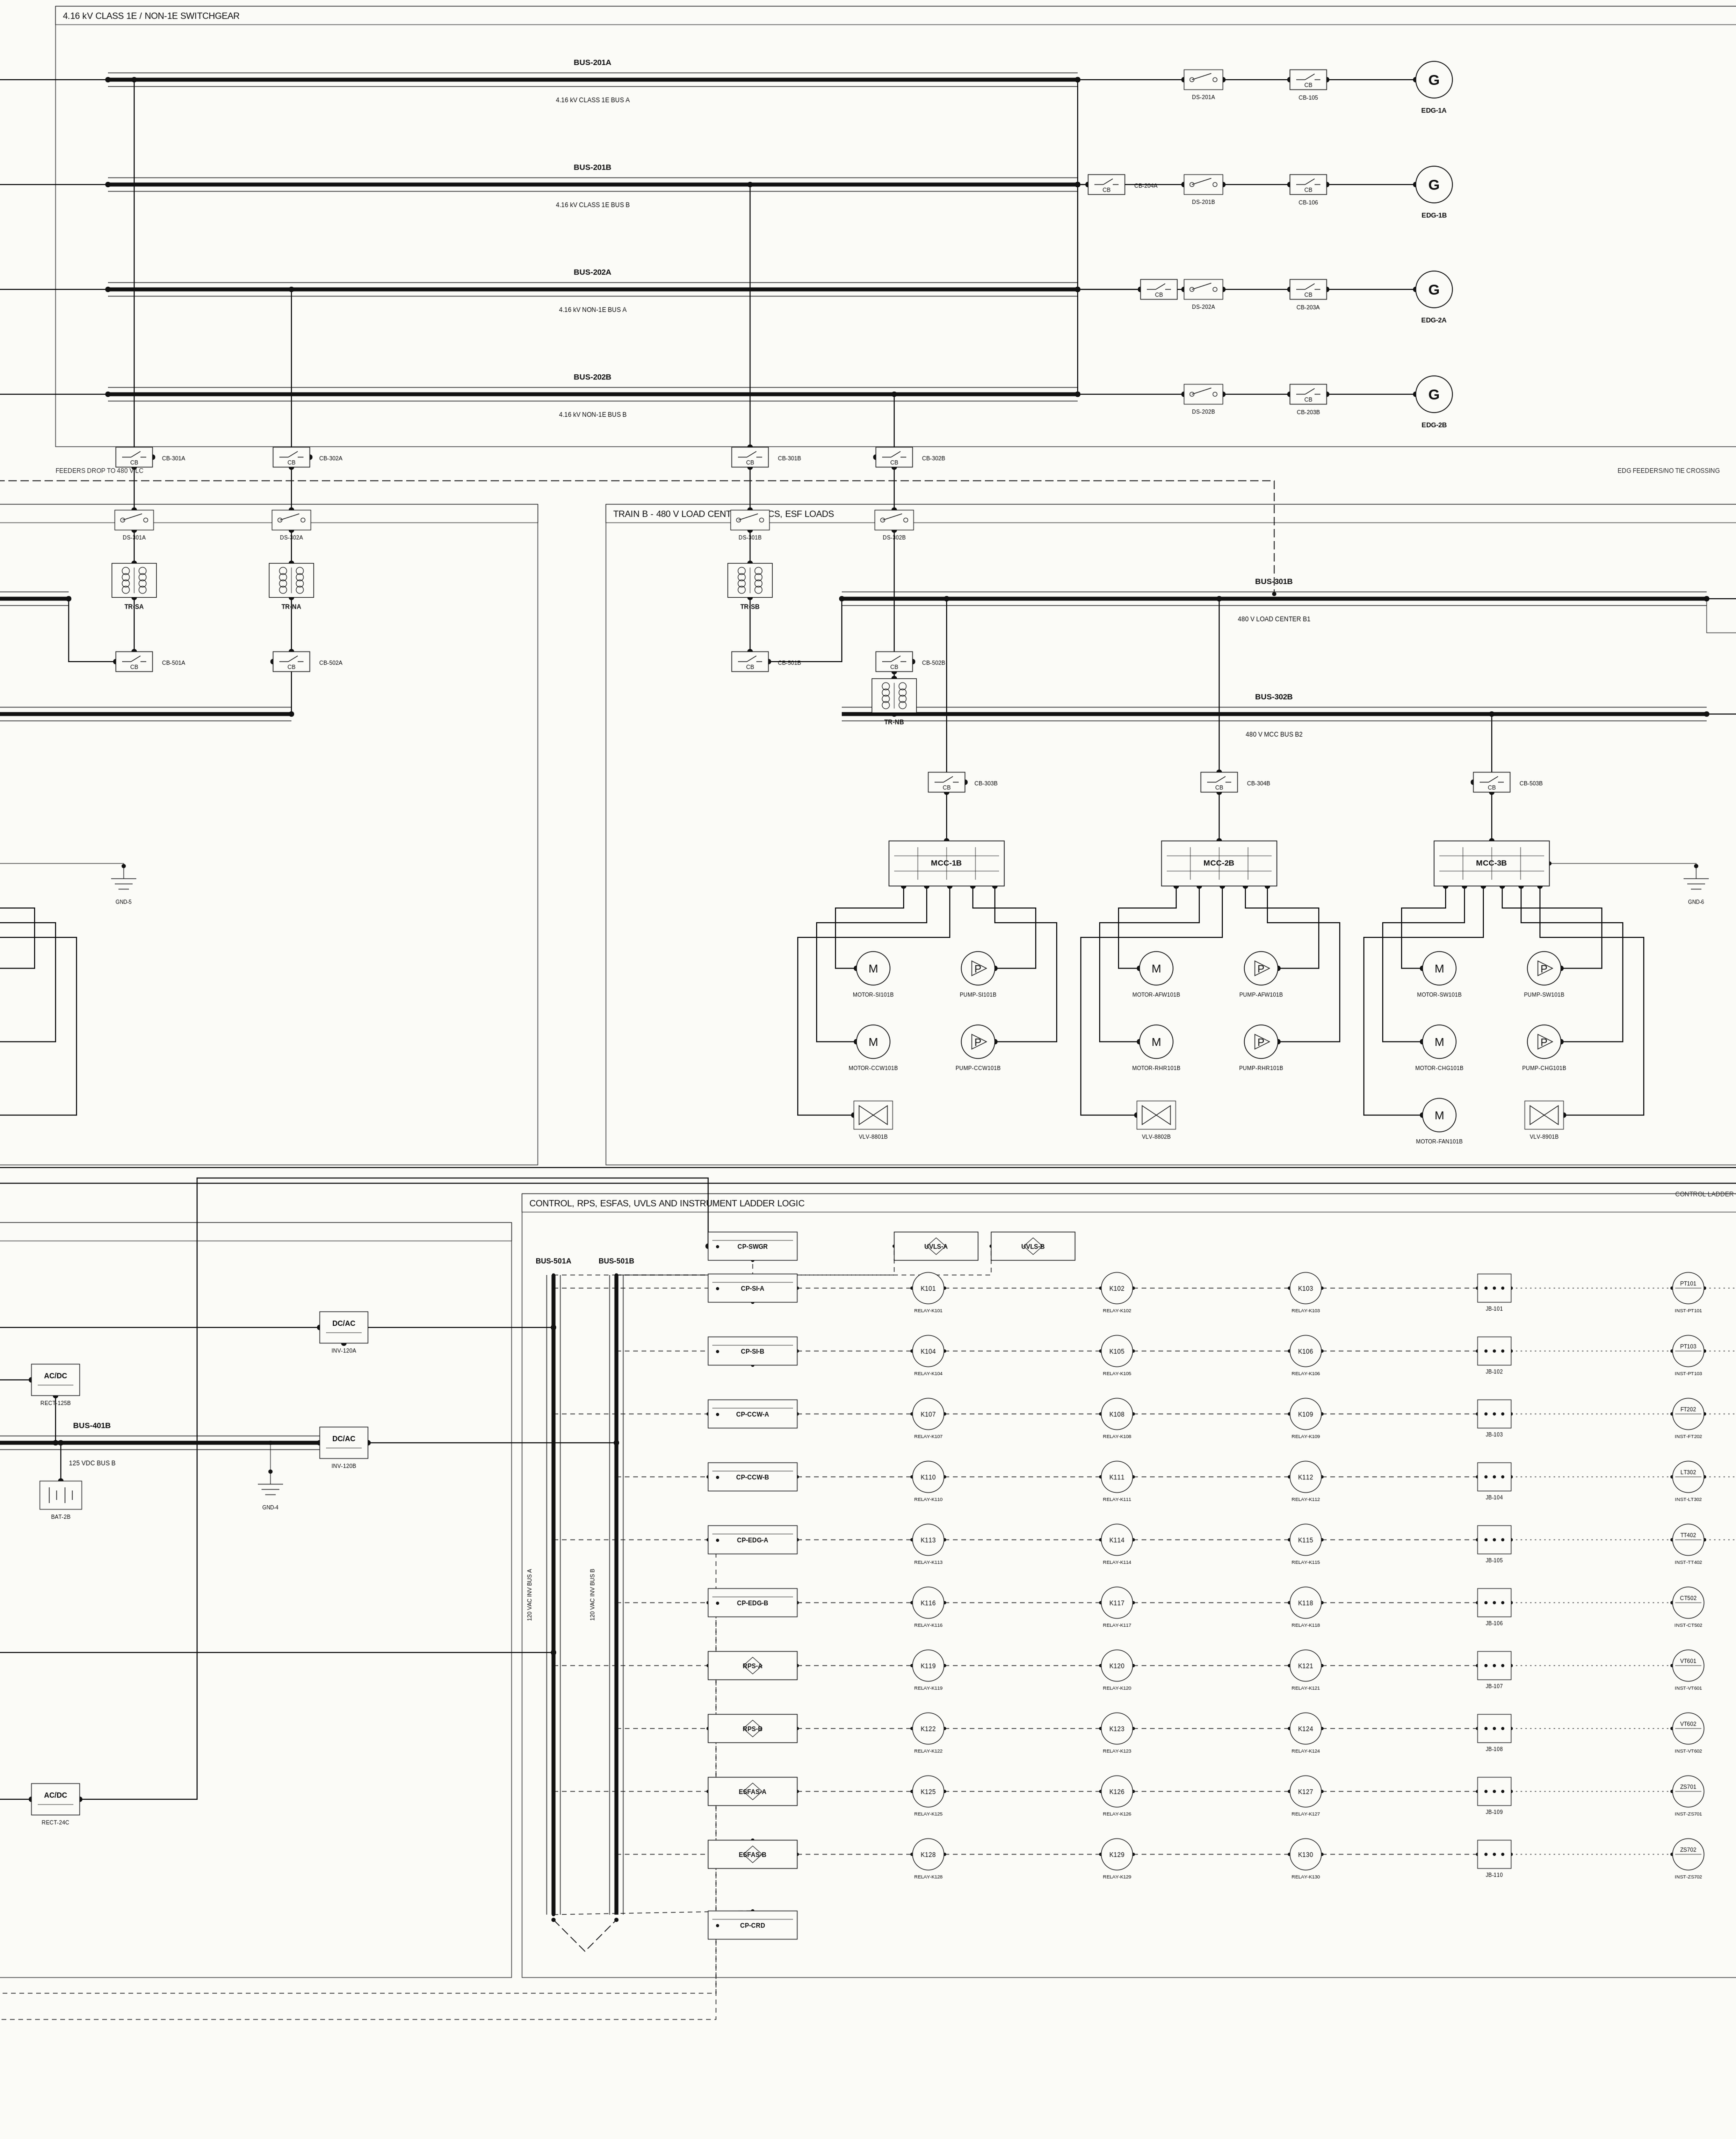 4.16 kV CLASS 1E / NON-1E SWITCHGEAR
BUS-201A
4.16 kV CLASS 1E BUS A
DS-201A
CB
CB-105
G
EDG-1A
BUS-201B
4.16 kV CLASS 1E BUS B
CB
CB-204A
DS-201B
CB
CB-106
G
EDG-1B
BUS-202A
4.16 kV NON-1E BUS A
CB
DS-202A
CB
CB-203A
G
EDG-2A
BUS-202B
4.16 kV NON-1E BUS B
DS-202B
CB
CB-203B
G
EDG-2B
CB
CB-301A
CB
CB-302A
CB
CB-301B
CB
CB-302B
FEEDERS DROP TO 480 V LC
EDG FEEDERS/NO TIE CROSSING
TRAIN B - 480 V LOAD CENT CS, ESF LOADS
DS-301A
DS-302A
DS-301B
DS-302B
TR-SA
TR-NA
TR-SB
BUS-301B
480 V LOAD CENTER B1
CB
CB-501A
CB
CB-502A
CB
CB-501B
CB
CB-502B
TR-NB
BUS-302B
480 V MCC BUS B2
CB
CB-303B
CB
CB-304B
CB
CB-503B
MCC-1B
MCC-2B
MCC-3B
GND-5
GND-6
M
MOTOR-SI101B
P
PUMP-SI101B
M
MOTOR-AFW101B
P
PUMP-AFW101B
M
MOTOR-SW101B
P
PUMP-SW101B
M
MOTOR-CCW101B
P
PUMP-CCW101B
M
MOTOR-RHR101B
P
PUMP-RHR101B
M
MOTOR-CHG101B
P
PUMP-CHG101B
VLV-8801B
VLV-8802B
M
MOTOR-FAN101B
VLV-8901B
CONTROL, RPS, ESFAS, UVLS AND INSTRUMENT LADDER LOGIC
CONTROL LADDER
CP-SWGR
UVLS-A
UVLS-B
BUS-501A
BUS-501B
CP-SI-A
K101
RELAY-K101
K102
RELAY-K102
K103
RELAY-K103
JB-101
PT101
INST-PT101
DC/AC
INV-120A
CP-SI-B
K104
RELAY-K104
K105
RELAY-K105
K106
RELAY-K106
JB-102
PT103
INST-PT103
AC/DC
RECT-125B
CP-CCW-A
K107
RELAY-K107
K108
RELAY-K108
K109
RELAY-K109
JB-103
FT202
INST-FT202
BUS-401B
125 VDC BUS B
DC/AC
INV-120B
CP-CCW-B
K110
RELAY-K110
K111
RELAY-K111
K112
RELAY-K112
JB-104
LT302
INST-LT302
BAT-2B
GND-4
CP-EDG-A
K113
RELAY-K113
K114
RELAY-K114
K115
RELAY-K115
JB-105
TT402
INST-TT402
120 VAC INV BUS A
120 VAC INV BUS B
CP-EDG-B
K116
RELAY-K116
K117
RELAY-K117
K118
RELAY-K118
JB-106
CT502
INST-CT502
RPS-A
K119
RELAY-K119
K120
RELAY-K120
K121
RELAY-K121
JB-107
VT601
INST-VT601
RPS-B
K122
RELAY-K122
K123
RELAY-K123
K124
RELAY-K124
JB-108
VT602
INST-VT602
AC/DC
RECT-24C
ESFAS-A
K125
RELAY-K125
K126
RELAY-K126
K127
RELAY-K127
JB-109
ZS701
INST-ZS701
ESFAS-B
K128
RELAY-K128
K129
RELAY-K129
K130
RELAY-K130
JB-110
ZS702
INST-ZS702
CP-CRD